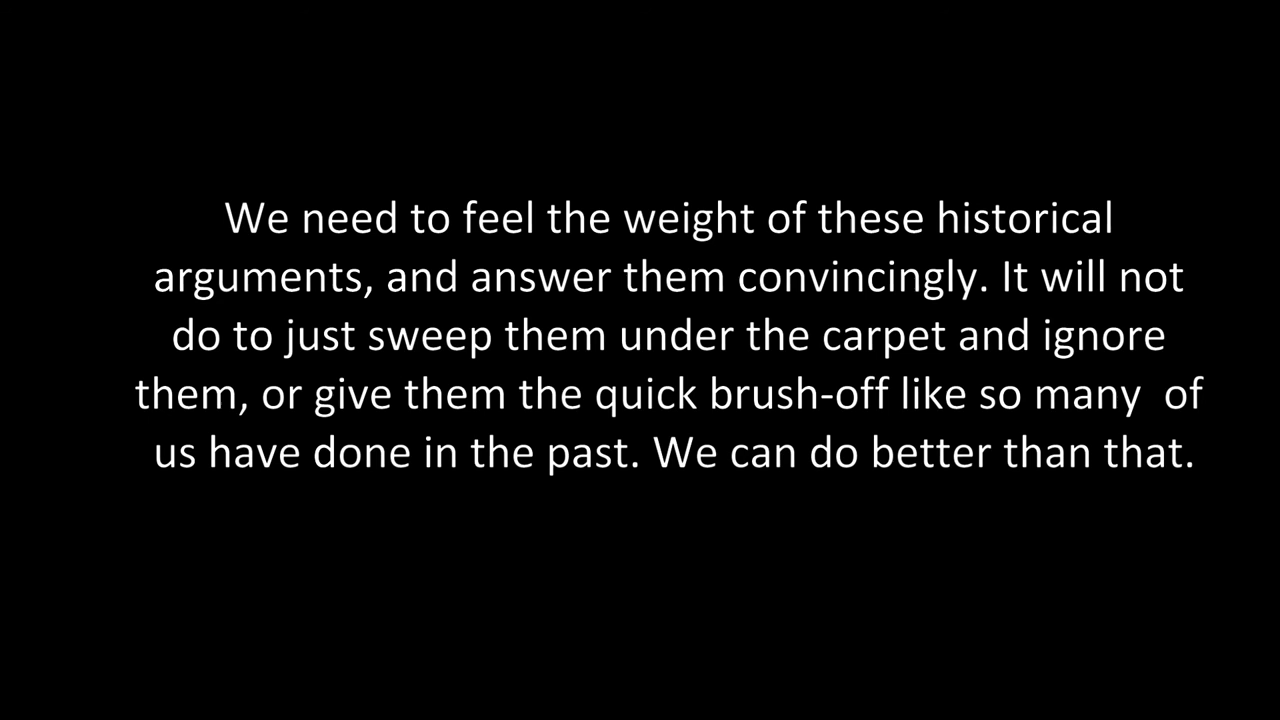 We need to feel the weight of these historical
arguments, and answer them convincingly. It will not
do to just sweep them under the carpet and ignore
them, or give them the quick brush-off like so many  of
us have done in the past. We can do better than that.